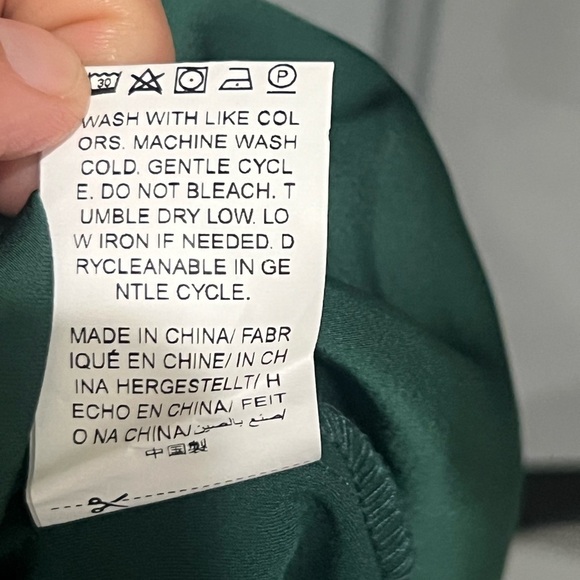 30 P
WASH WITH LIKE COL
ORS. MACHINE WASH
COLD. GENTLE CYCL
E. DO NOT BLEACH. T
UMBLE DRY LOW. LO
W IRON IF NEEDED. D
RYCLEANABLE IN GE
NTLE CYCLE.
MADE IN CHINA/ FABR
IQUÉ EN CHINE/ IN CH
INA HERGESTELLT/ H
ECHO EN CHINA/ FEIT
O NA CHINA/ صنع بالصين/
中国製